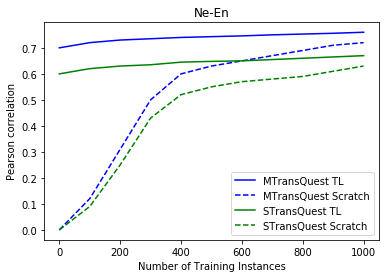 Ne-En
Pearson correlation
0.7
0.6
0.5
0.4
0.3
0.2
0.1
0.0
MTransQuest TL
MTransQuest Scratch
STransQuest TL
STransQuest Scratch
0 200 400 600 800 1000
Number of Training Instances